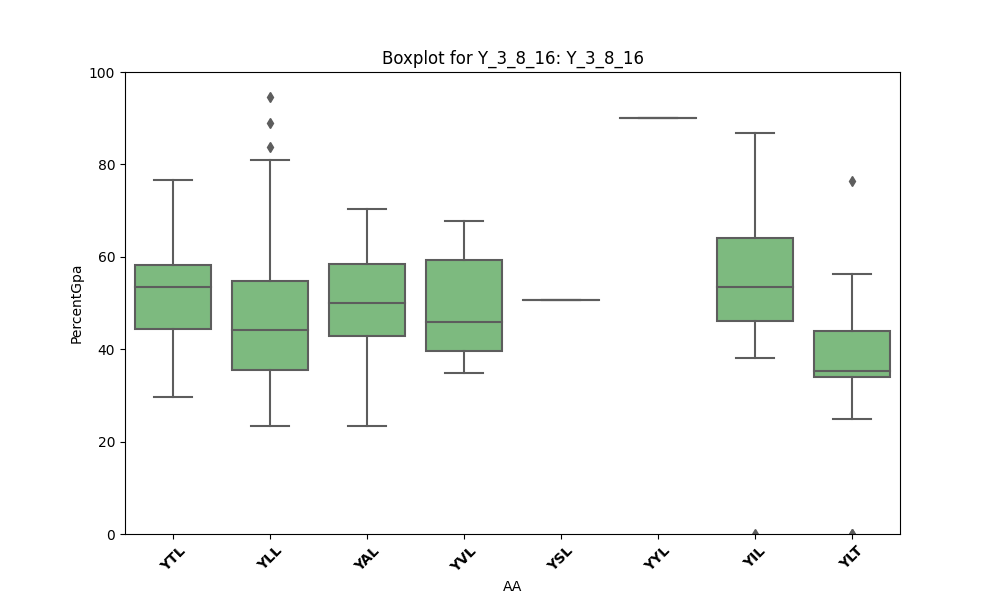 Boxplot for Y_3_8_16: Y_3_8_16
100
80
60
40
20
0
PercentGpa
YTL
YLL
YAL
YVL
YSL
YYL
YIL
YLT
AA